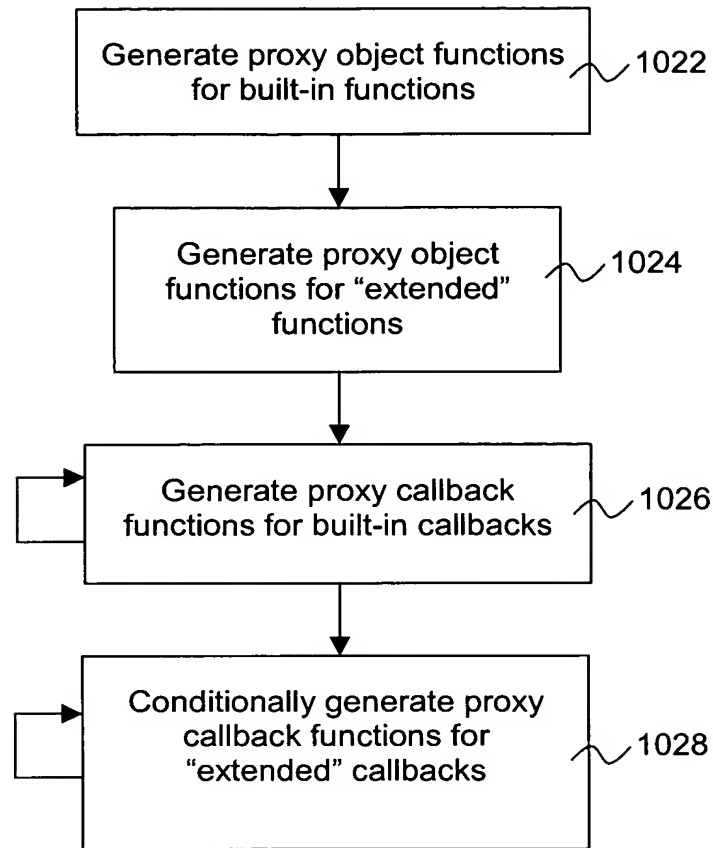 Generate proxy object functions
for built-in functions
1022
Generate proxy object
functions for “extended”
functions
1024
Generate proxy callback
functions for built-in callbacks
1026
Conditionally generate proxy
callback functions for
“extended” callbacks
1028